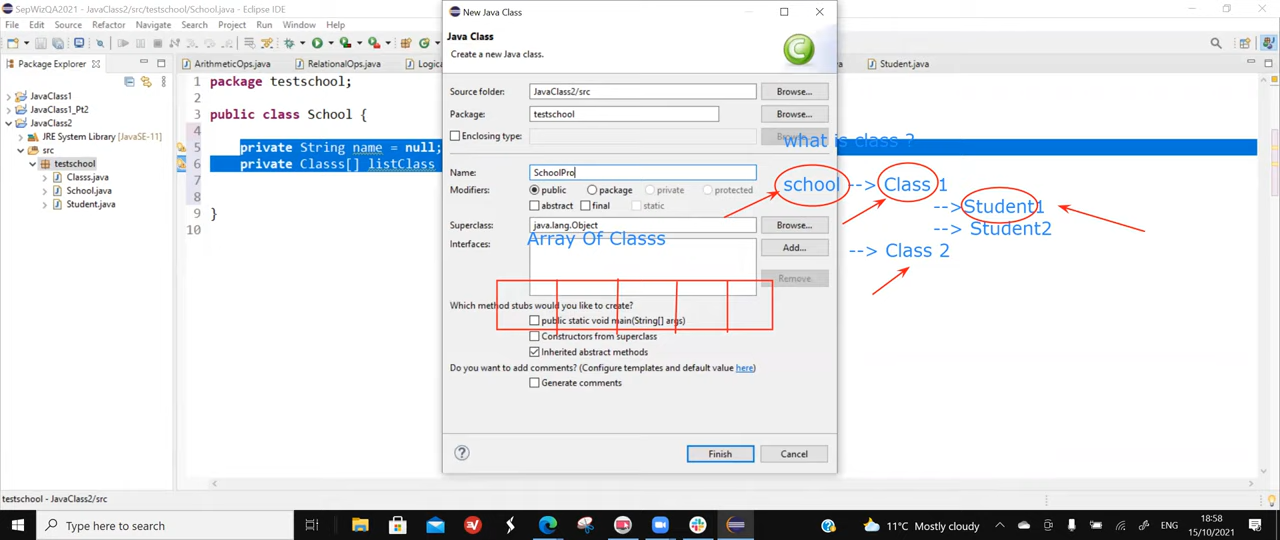 SepWizQA2021 - JavaClass2/src/testschool/School.java - Eclipse IDE
File Edit Source Refactor Navigate Search Project Run Window Help
Package Explorer
ArithmeticOps.java
RelationalOps.java
Logica
Student.java
JavaClass1
JavaClass1_Pt2
JavaClass2
JRE System Library [JavaSE-11]
src
testschool
Classs.java
School.java
Student.java
1 package testschool;
2
3 public class School {
4
5 private String name = null;
6 private Classs[] listClass
7
8
9 }
10
New Java Class
Java Class
Create a new Java class.
Source folder: JavaClass2/src Browse...
Package: testschool Browse...
Enclosing type:
Name: SchoolPro
Modifiers: public package private protected
abstract final static
Superclass: java.lang.Object Browse...
Interfaces: Add...
Remove
Which method stubs would you like to create?
public static void main(String[] args)
Constructors from superclass
Inherited abstract methods
Do you want to add comments? (Configure templates and default value here)
Generate comments
? Finish Cancel
what is class ?
school --> Class 1
-->Student1
--> Student2
--> Class 2
Array Of Classs
testschool - JavaClass2/src
Type here to search
11°C Mostly cloudy
ENG
18:58
15/10/2021